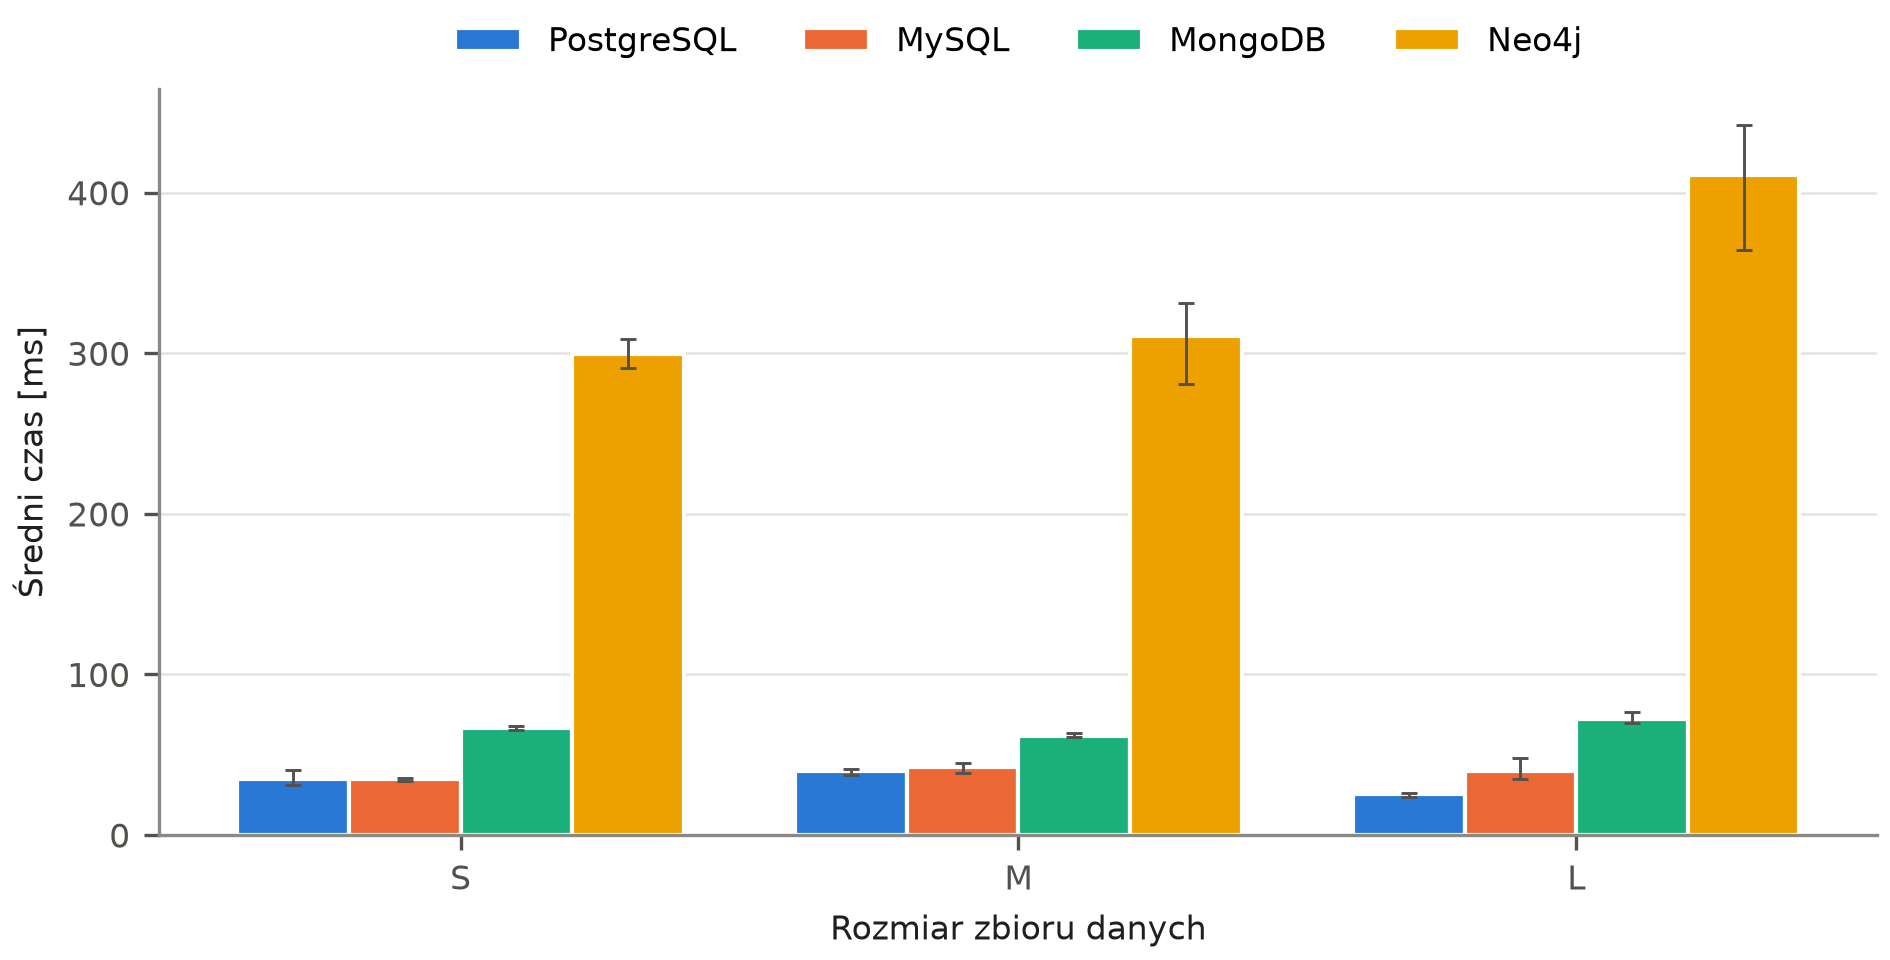 PostgreSQL MySQL MongoDB Neo4j
Średni czas [ms]
400
300
200
100
0
S M L
Rozmiar zbioru danych